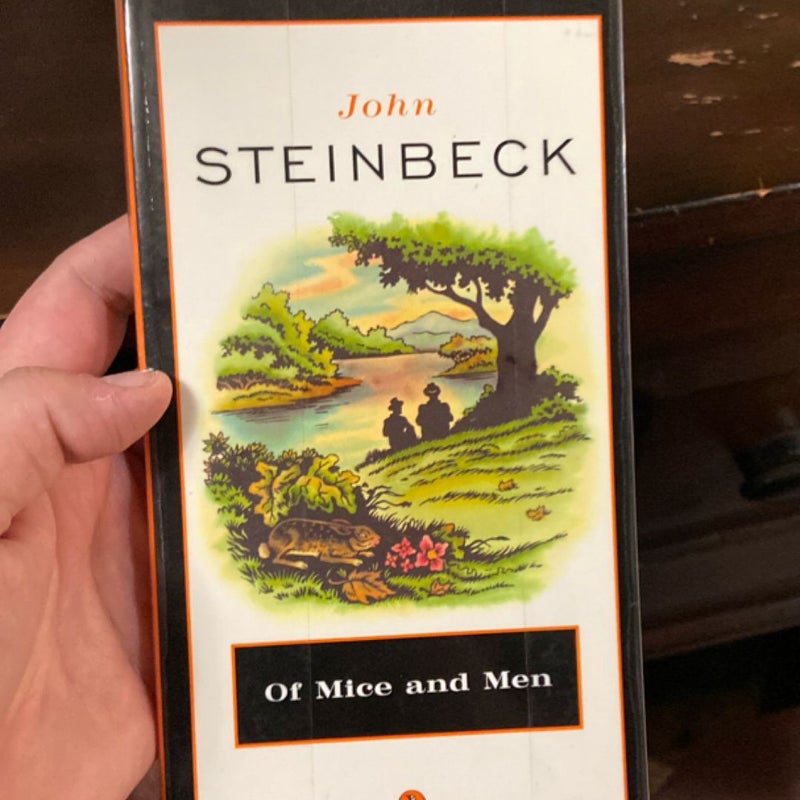 John
STEINBECK
Of Mice and Men